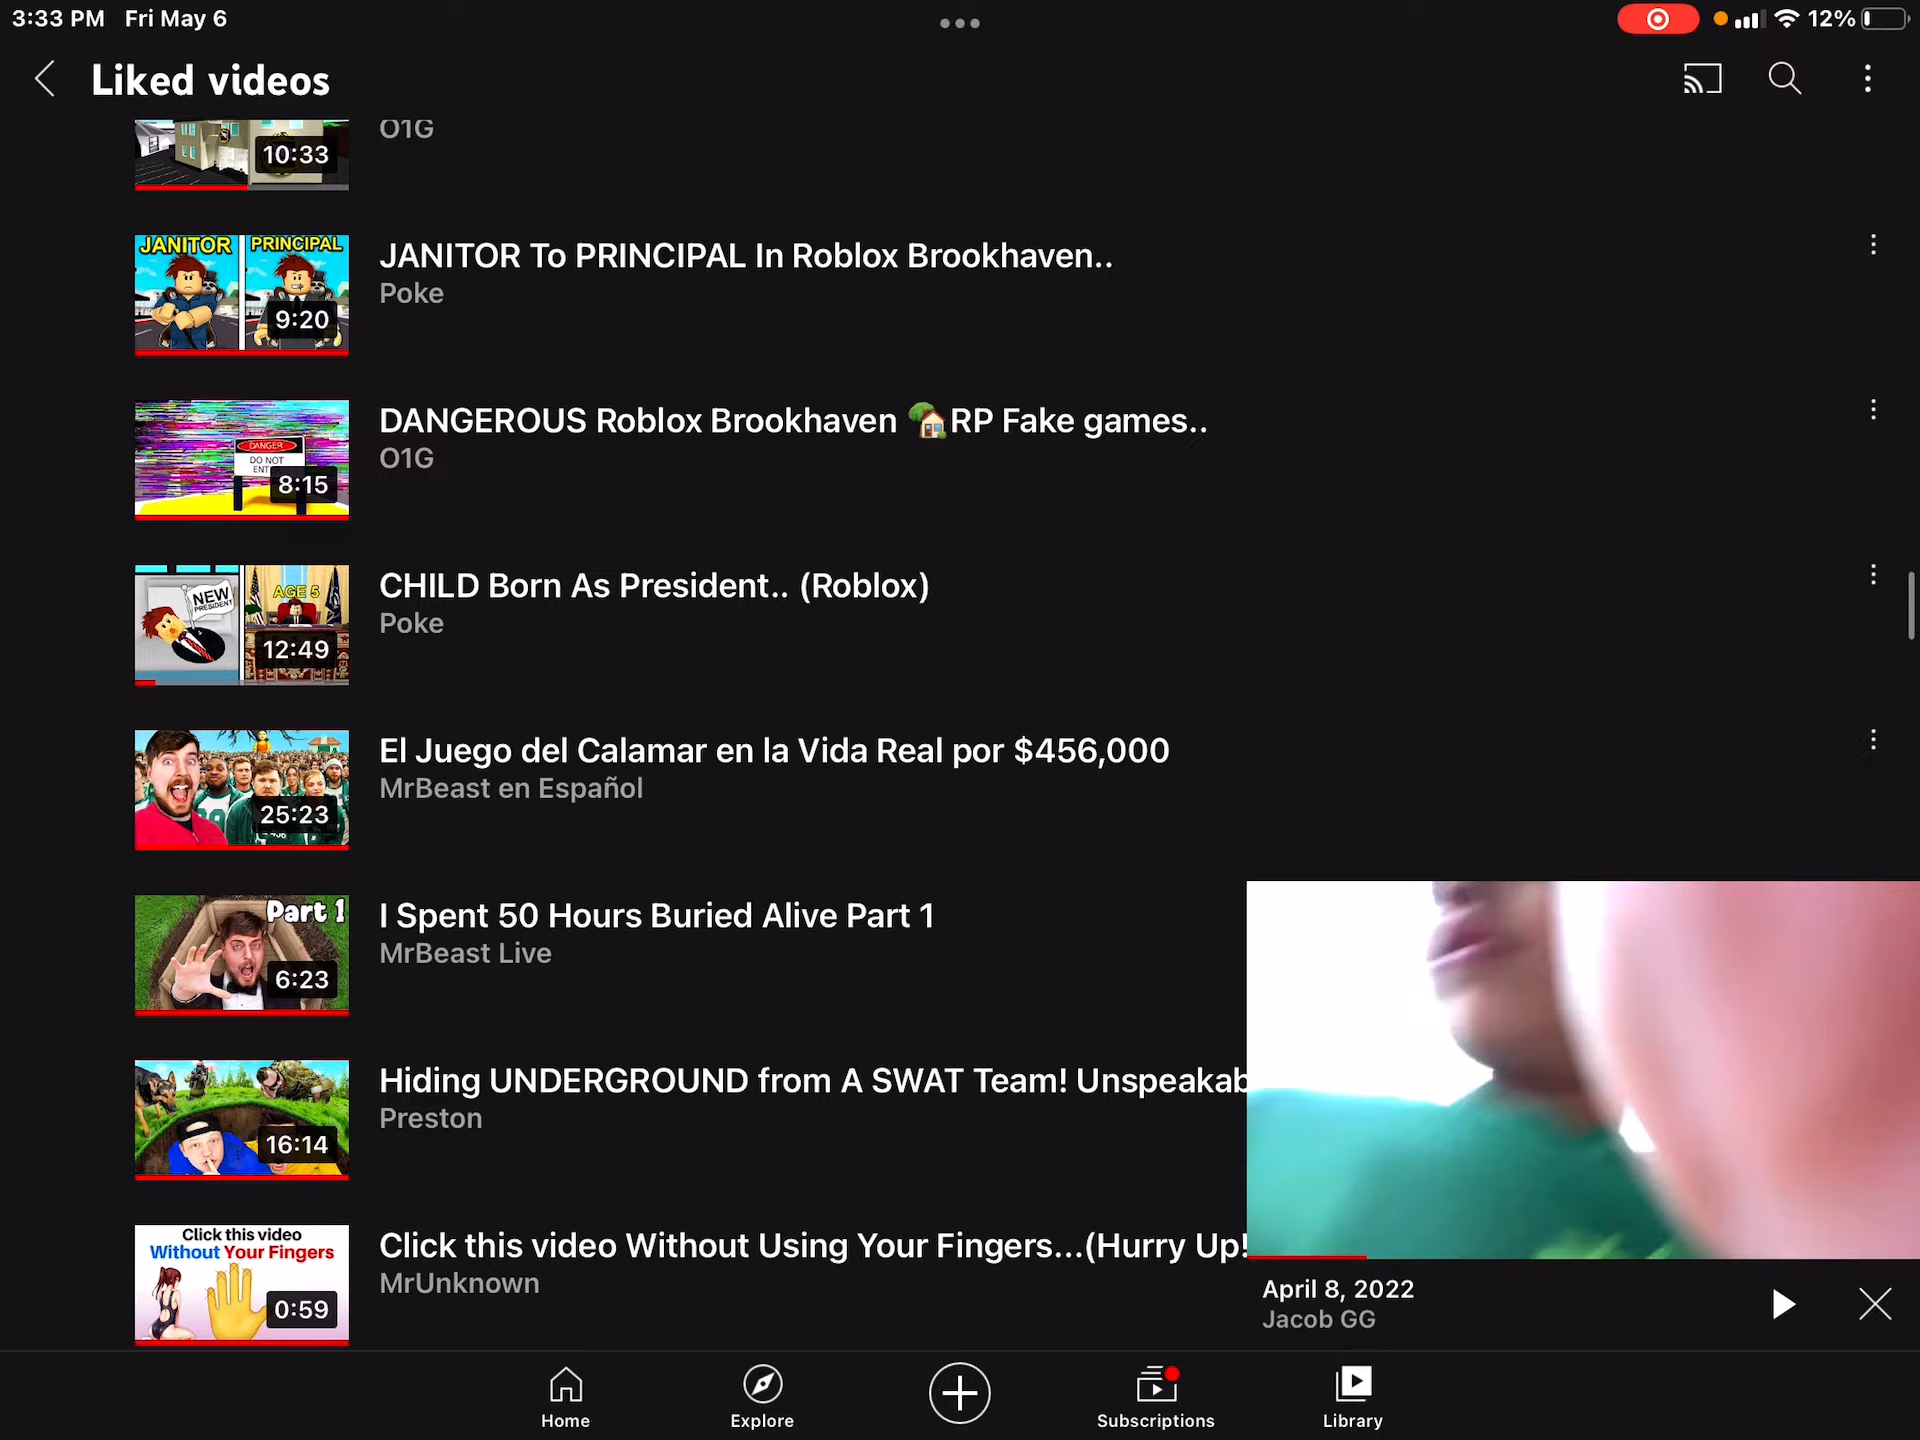 3:33 PM Fri May 6
12%
Liked videos
O1G
10:33
JANITOR PRINCIPAL
9:20
JANITOR To PRINCIPAL In Roblox Brookhaven..
Poke
DANGER
DO NOT
ENT
8:15
DANGEROUS Roblox Brookhaven 🏡RP Fake games..
O1G
NEW
PRESIDENT
AGE 5
12:49
CHILD Born As President.. (Roblox)
Poke
25:23
El Juego del Calamar en la Vida Real por $456,000
MrBeast en Español
Part 1
6:23
I Spent 50 Hours Buried Alive Part 1
MrBeast Live
16:14
Hiding UNDERGROUND from A SWAT Team! Unspeakab
Preston
Click this video
Without Your Fingers
0:59
Click this video Without Using Your Fingers...(Hurry Up!
MrUnknown
April 8, 2022
Jacob GG
Home
Explore
Subscriptions
Library